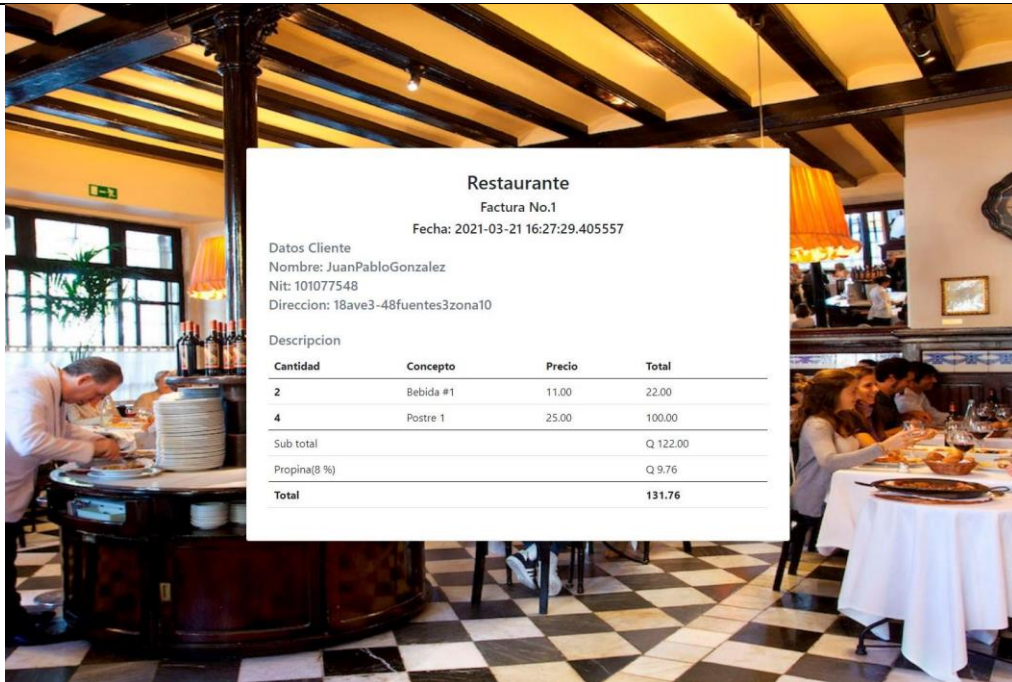 Restaurante
Factura No.1
Fecha: 2021-03-21 16:27:29.405557
Datos Cliente
Nombre: JuanPabloGonzalez
Nit: 101077548
Direccion: 18ave3-48fuentes3zona10
Descripcion
Cantidad Concepto Precio Total
2 Bebida #1 11.00 22.00
4 Postre 1 25.00 100.00
Sub total Q 122.00
Propina(8 %) Q 9.76
Total 131.76